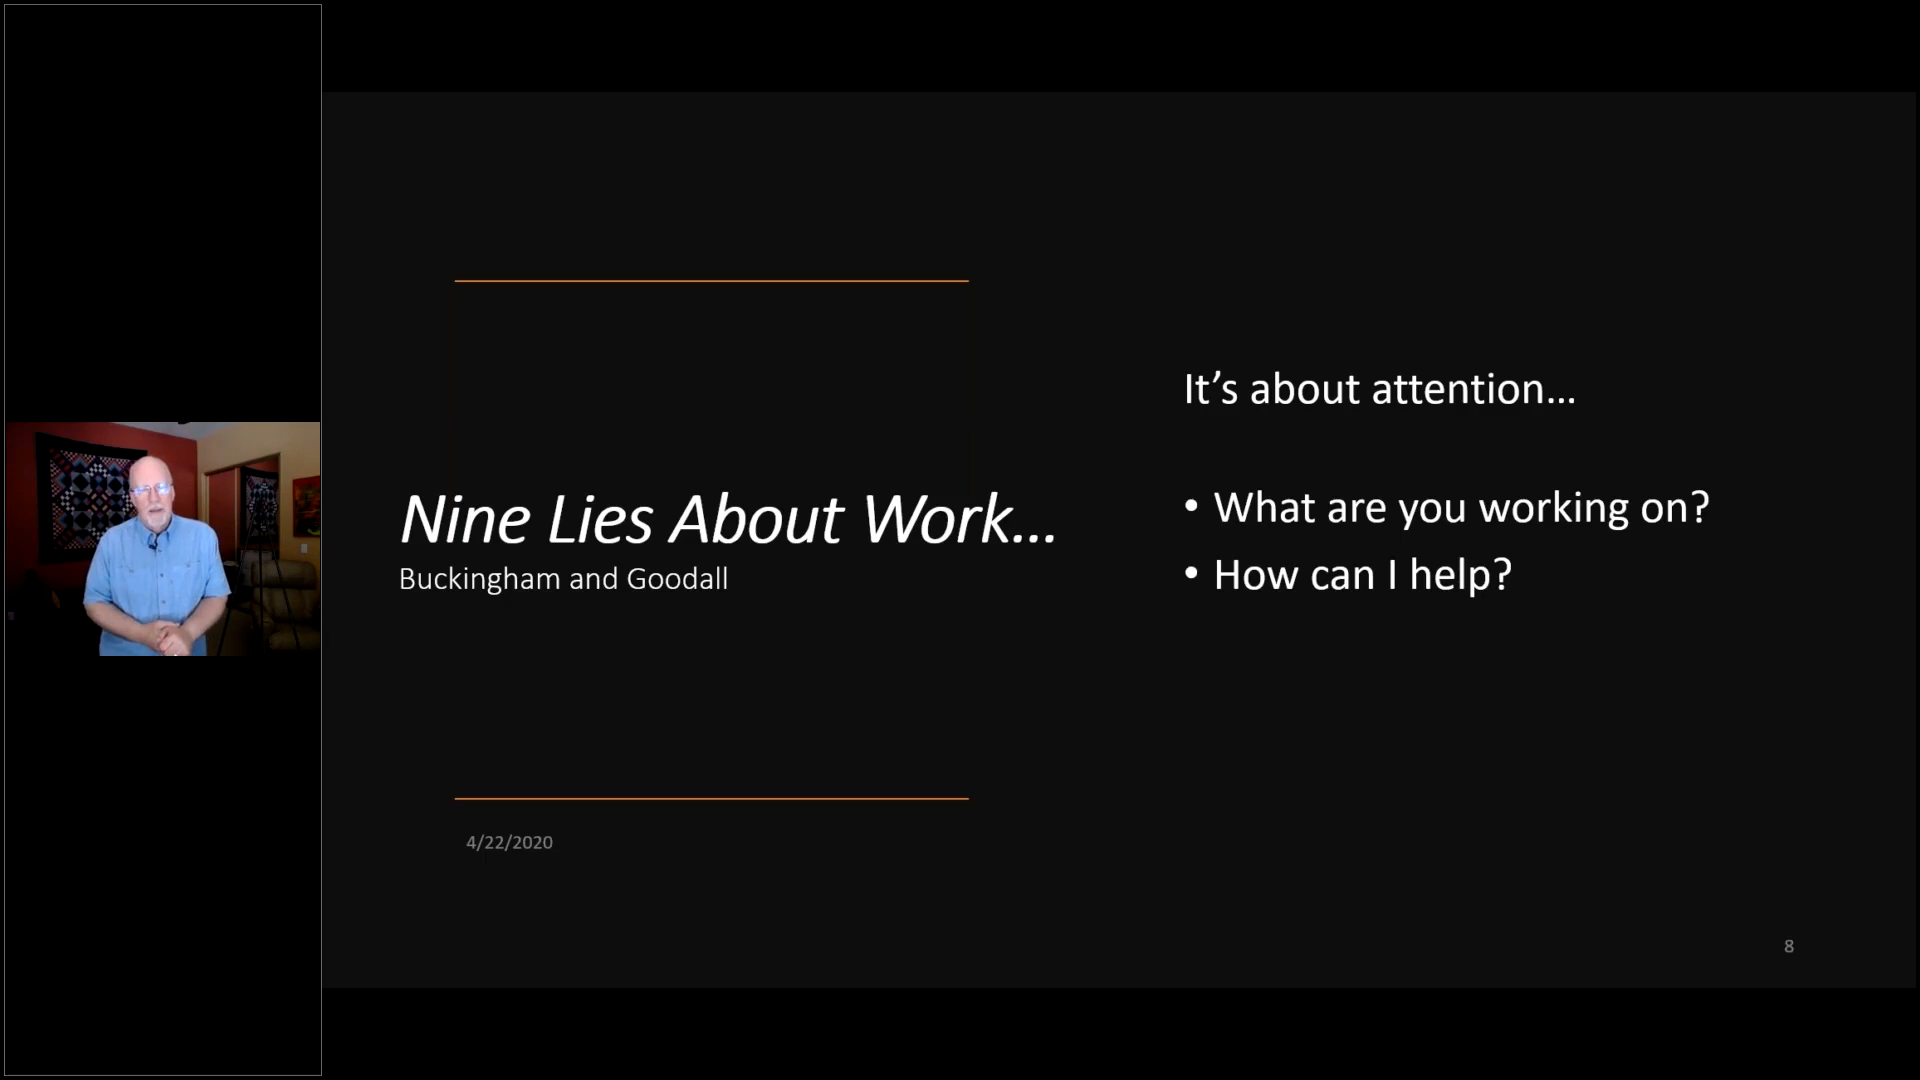 Nine Lies About Work...
Buckingham and Goodall
It’s about attention...
• What are you working on?
• How can I help?
4/22/2020
8